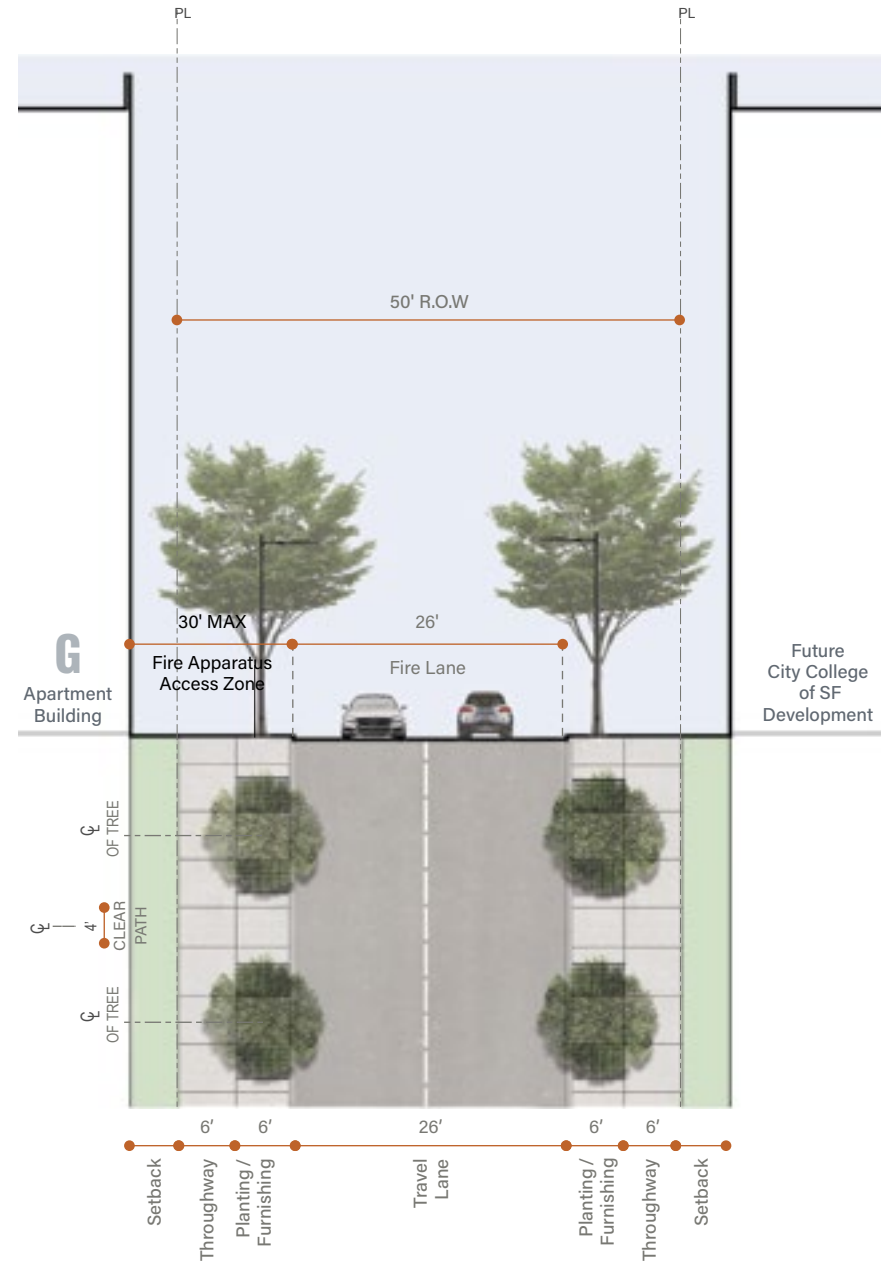 PL
PL
50' R.O.W
30' MAX
26'
Fire Apparatus
Access Zone
Fire Lane
G
Apartment
Building
Future
City College
of SF
Development
℄
OF TREE
℄
4'
CLEAR
PATH
℄
OF TREE
6'
6'
26'
6'
6'
Setback
Throughway
Planting /
Furnishing
Travel
Lane
Planting /
Furnishing
Throughway
Setback